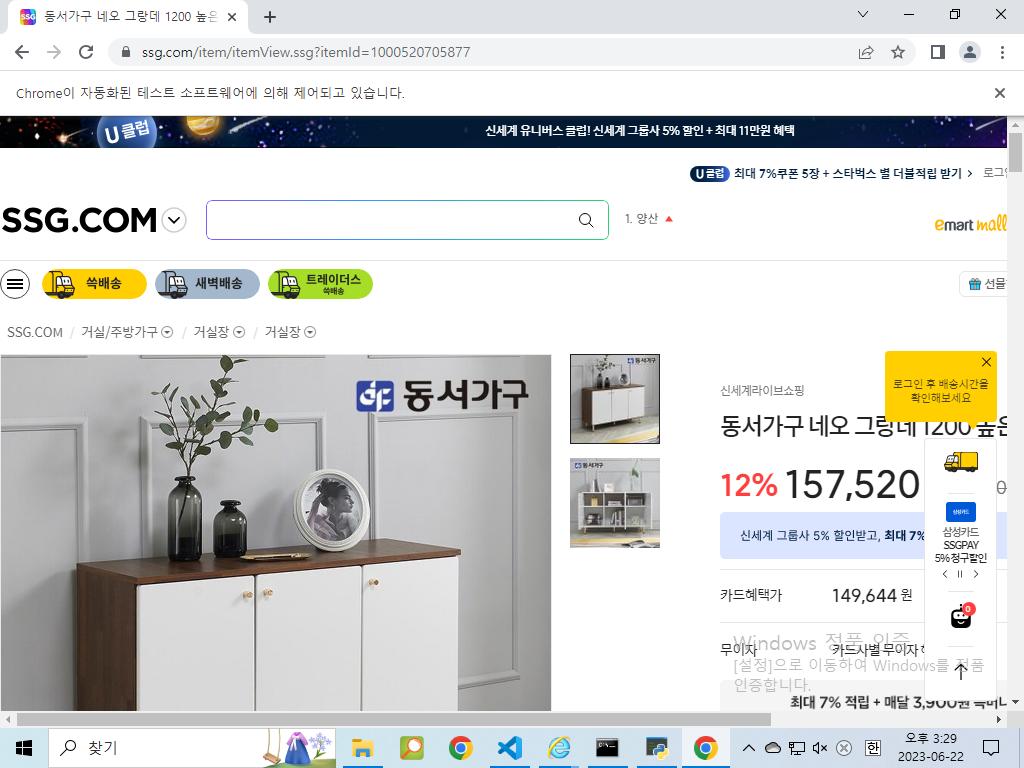 동서가구 네오 그랑데 1200 높은
ssg.com/item/itemView.ssg?itemId=1000520705877
Chrome이 자동화된 테스트 소프트웨어에 의해 제어되고 있습니다.
U클럽 신세계 유니버스 클럽! 신세계 그룹사 5% 할인 + 최대 11만원 혜택
U 클럽 최대 7%쿠폰 5장 + 스타벅스 별 더블적립 받기 로그인
SSG.COM 1. 양산 emart mall
쓱배송 새벽배송 트레이더스 쓱배송 선물
SSG.COM / 거실/주방가구 / 거실장 / 거실장
동서가구
동서가구
동서가구
로그인 후 배송시간을
확인해보세요
신세계라이브쇼핑
동서가구 네오 그랑데 1200 높은
12% 157,520
신세계 그룹사 5% 할인받고, 최대 7%
삼성카드
삼성카드
SSGPAY
5% 청구할인
카드혜택가 149,644 원
0
무이자 카드사별 무이자
최대 7% 적립 + 매달 3,900원
Windows 정품 인증
[설정]으로 이동하여 Windows를 정품
인증합니다.
찾기
한
오후 3:29
2023-06-22